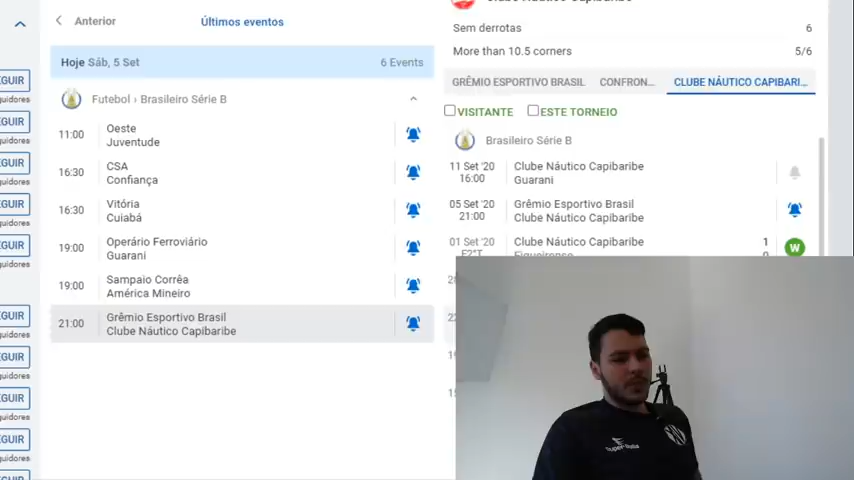 Anterior
Últimos eventos
Hoje Sáb, 5 Set
6 Events
Futebol › Brasileiro Série B
11:00
Oeste
Juventude
16:30
CSA
Confiança
16:30
Vitória
Cuiabá
19:00
Operário Ferroviário
Guarani
19:00
Sampaio Corrêa
América Mineiro
21:00
Grêmio Esportivo Brasil
Clube Náutico Capibaribe
Sem derrotas
6
More than 10.5 corners
5/6
GRÊMIO ESPORTIVO BRASIL
CONFRON...
CLUBE NÁUTICO CAPIBARI...
VISITANTE
ESTE TORNEIO
Brasileiro Série B
11 Set '20
16:00
Clube Náutico Capibaribe
Guarani
05 Set '20
21:00
Grêmio Esportivo Brasil
Clube Náutico Capibaribe
01 Set '20
F2°T
Clube Náutico Capibaribe
1
W